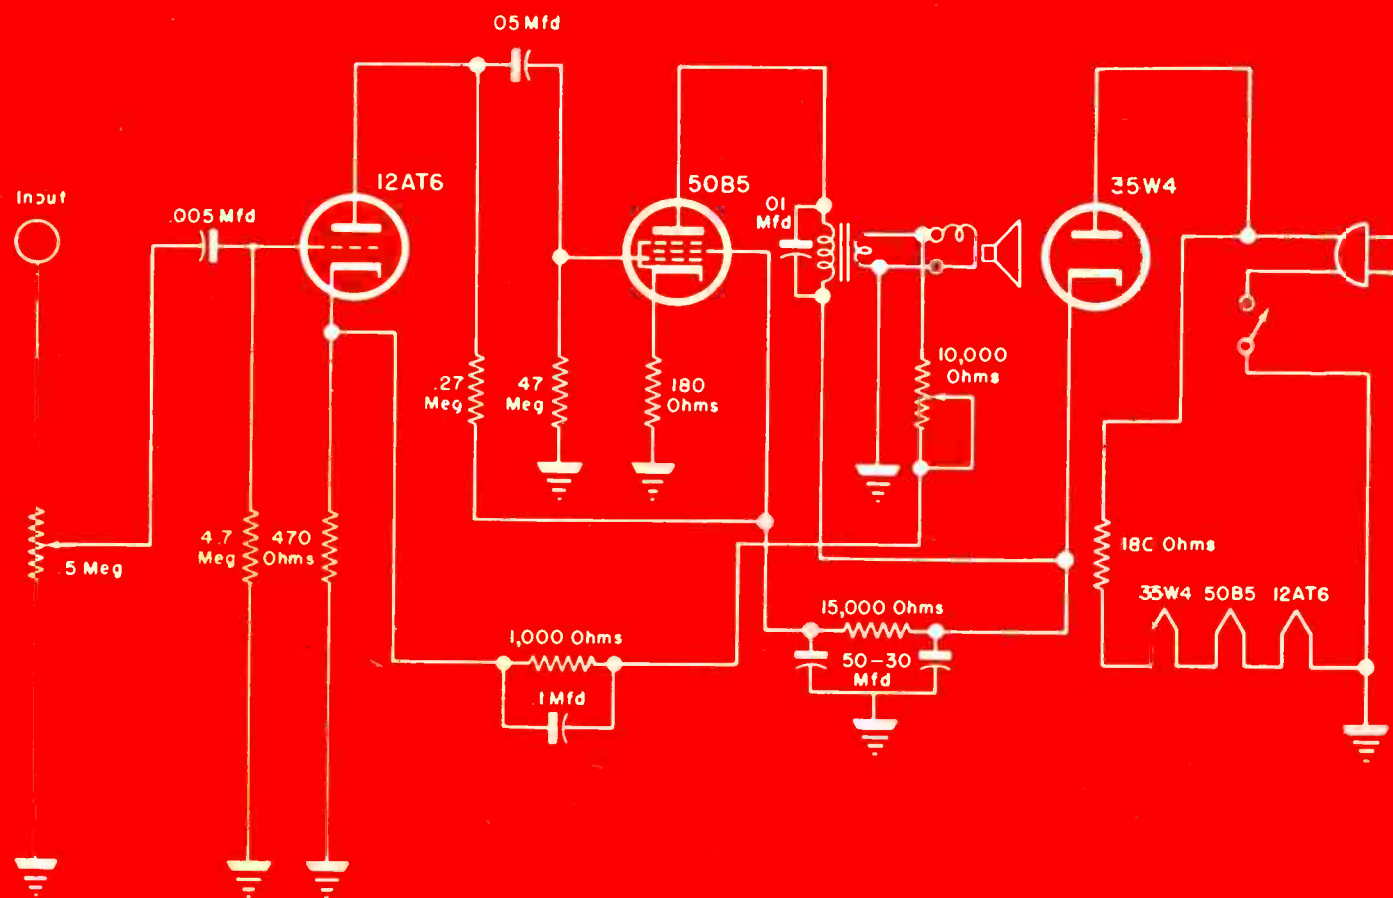 05 Mfd
Input
.005 Mfd
12AT6
50B5
01
Mfd
35W4
.27
Meg
47
Meg
180
Ohms
10,000
Ohms
.5 Meg
4.7
Meg
470
Ohms
18C Ohms
35W4 50B5 12AT6
15,000 Ohms
50-30
Mfd
1,000 Ohms
.1 Mfd